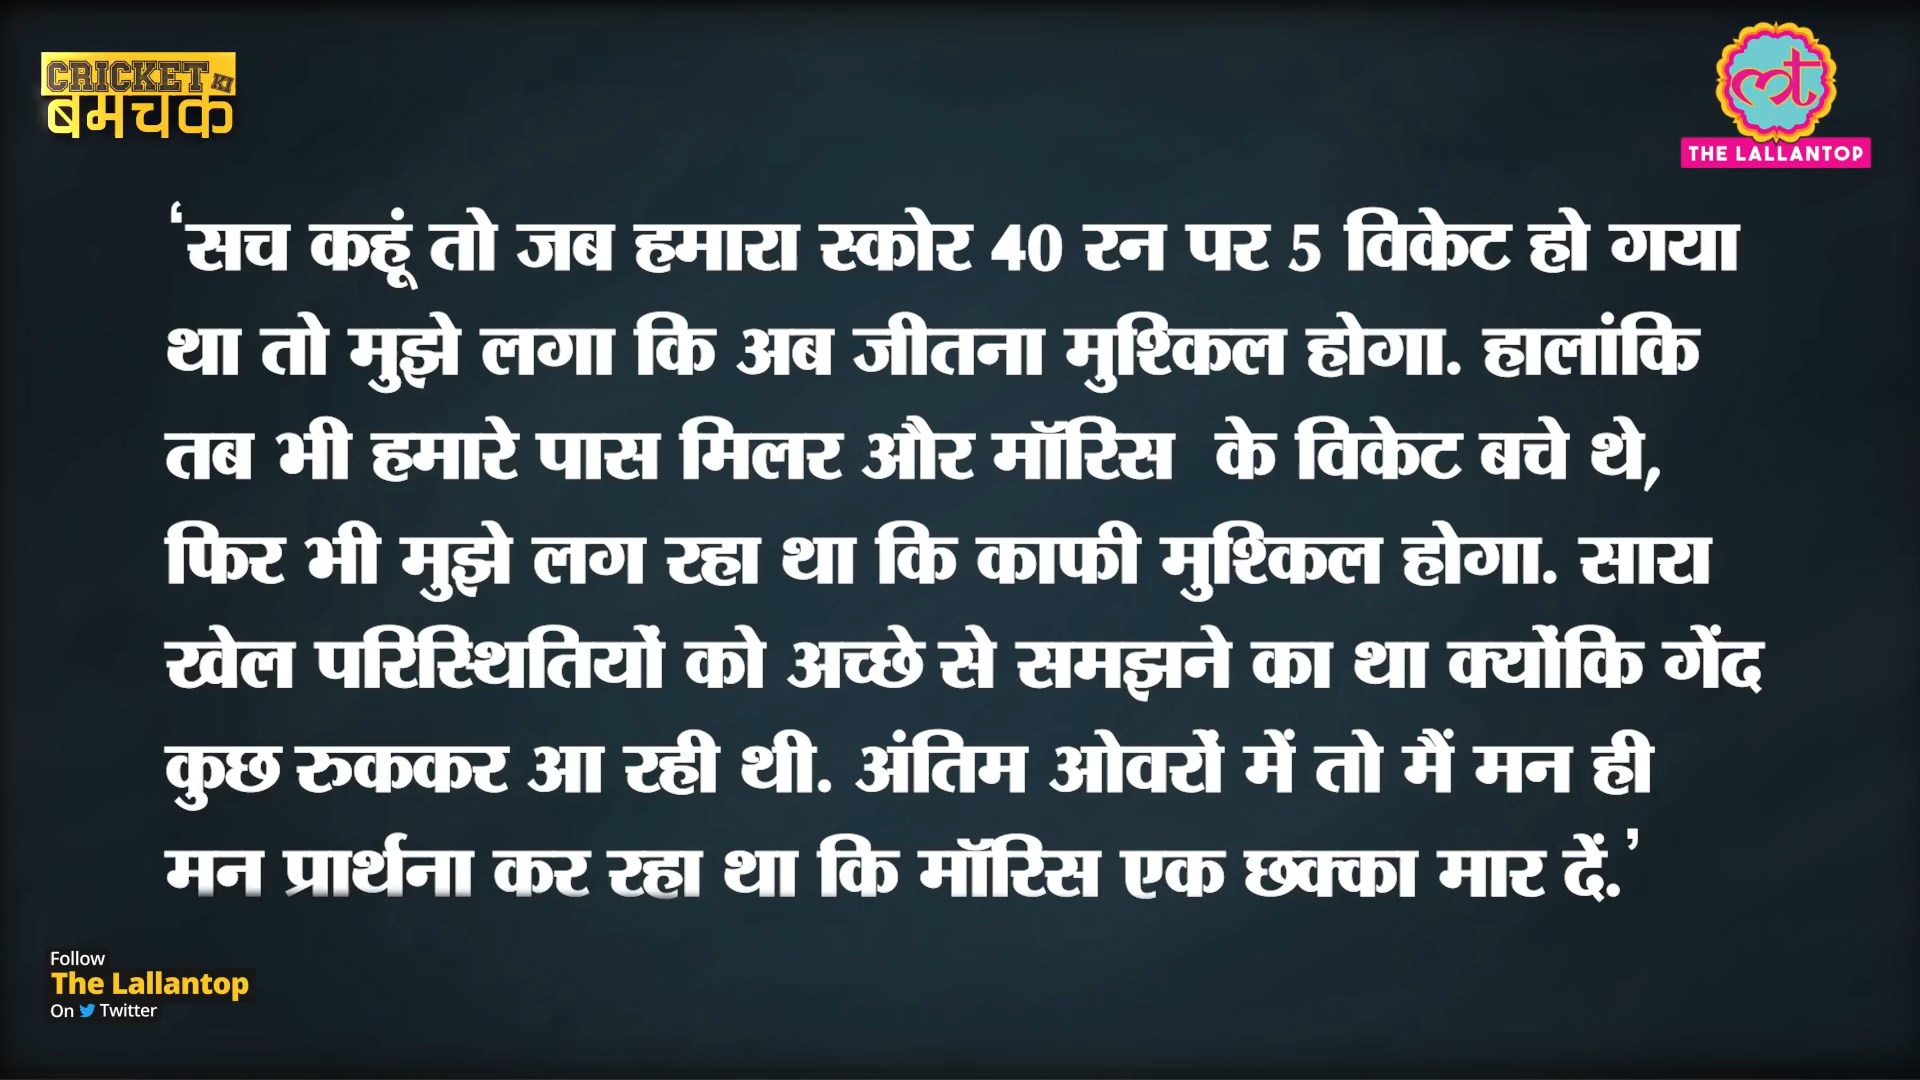 CRICKET की
बमचक
THE LALLANTOP
‘सच कहूं तो जब हमारा स्कोर 40 रन पर 5 विकेट हो गया
था तो मुझे लगा कि अब जीतना मुश्किल होगा. हालांकि
तब भी हमारे पास मिलर और मॉरिस के विकेट बचे थे,
फिर भी मुझे लग रहा था कि काफी मुश्किल होगा. सारा
खेल परिस्थितियों को अच्छे से समझने का था क्योंकि गेंद
कुछ रुककर आ रही थी. अंतिम ओवरों में तो मैं मन ही
मन प्रार्थना कर रहा था कि मॉरिस एक छक्का मार दें.’
Follow
The Lallantop
On Twitter